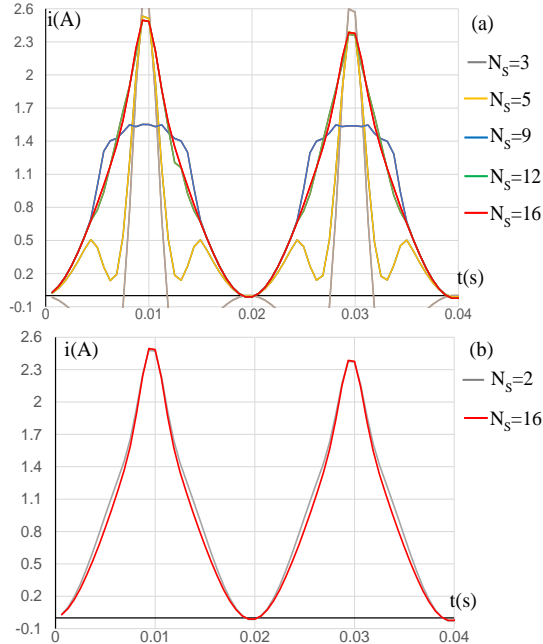 2.6 i(A) (a)
2.3
2 N_S=3
1.7 N_S=5
1.4 N_S=9
1.1
0.8 N_S=12
0.5 N_S=16
0.2 t(s)
-0.1
0 0.01 0.02 0.03 0.04
2.6 i(A) (b)
2.3 N_S=2
2 N_S=16
1.7
1.4
1.1
0.8
0.5
0.2 t(s)
-0.1
0 0.01 0.02 0.03 0.04